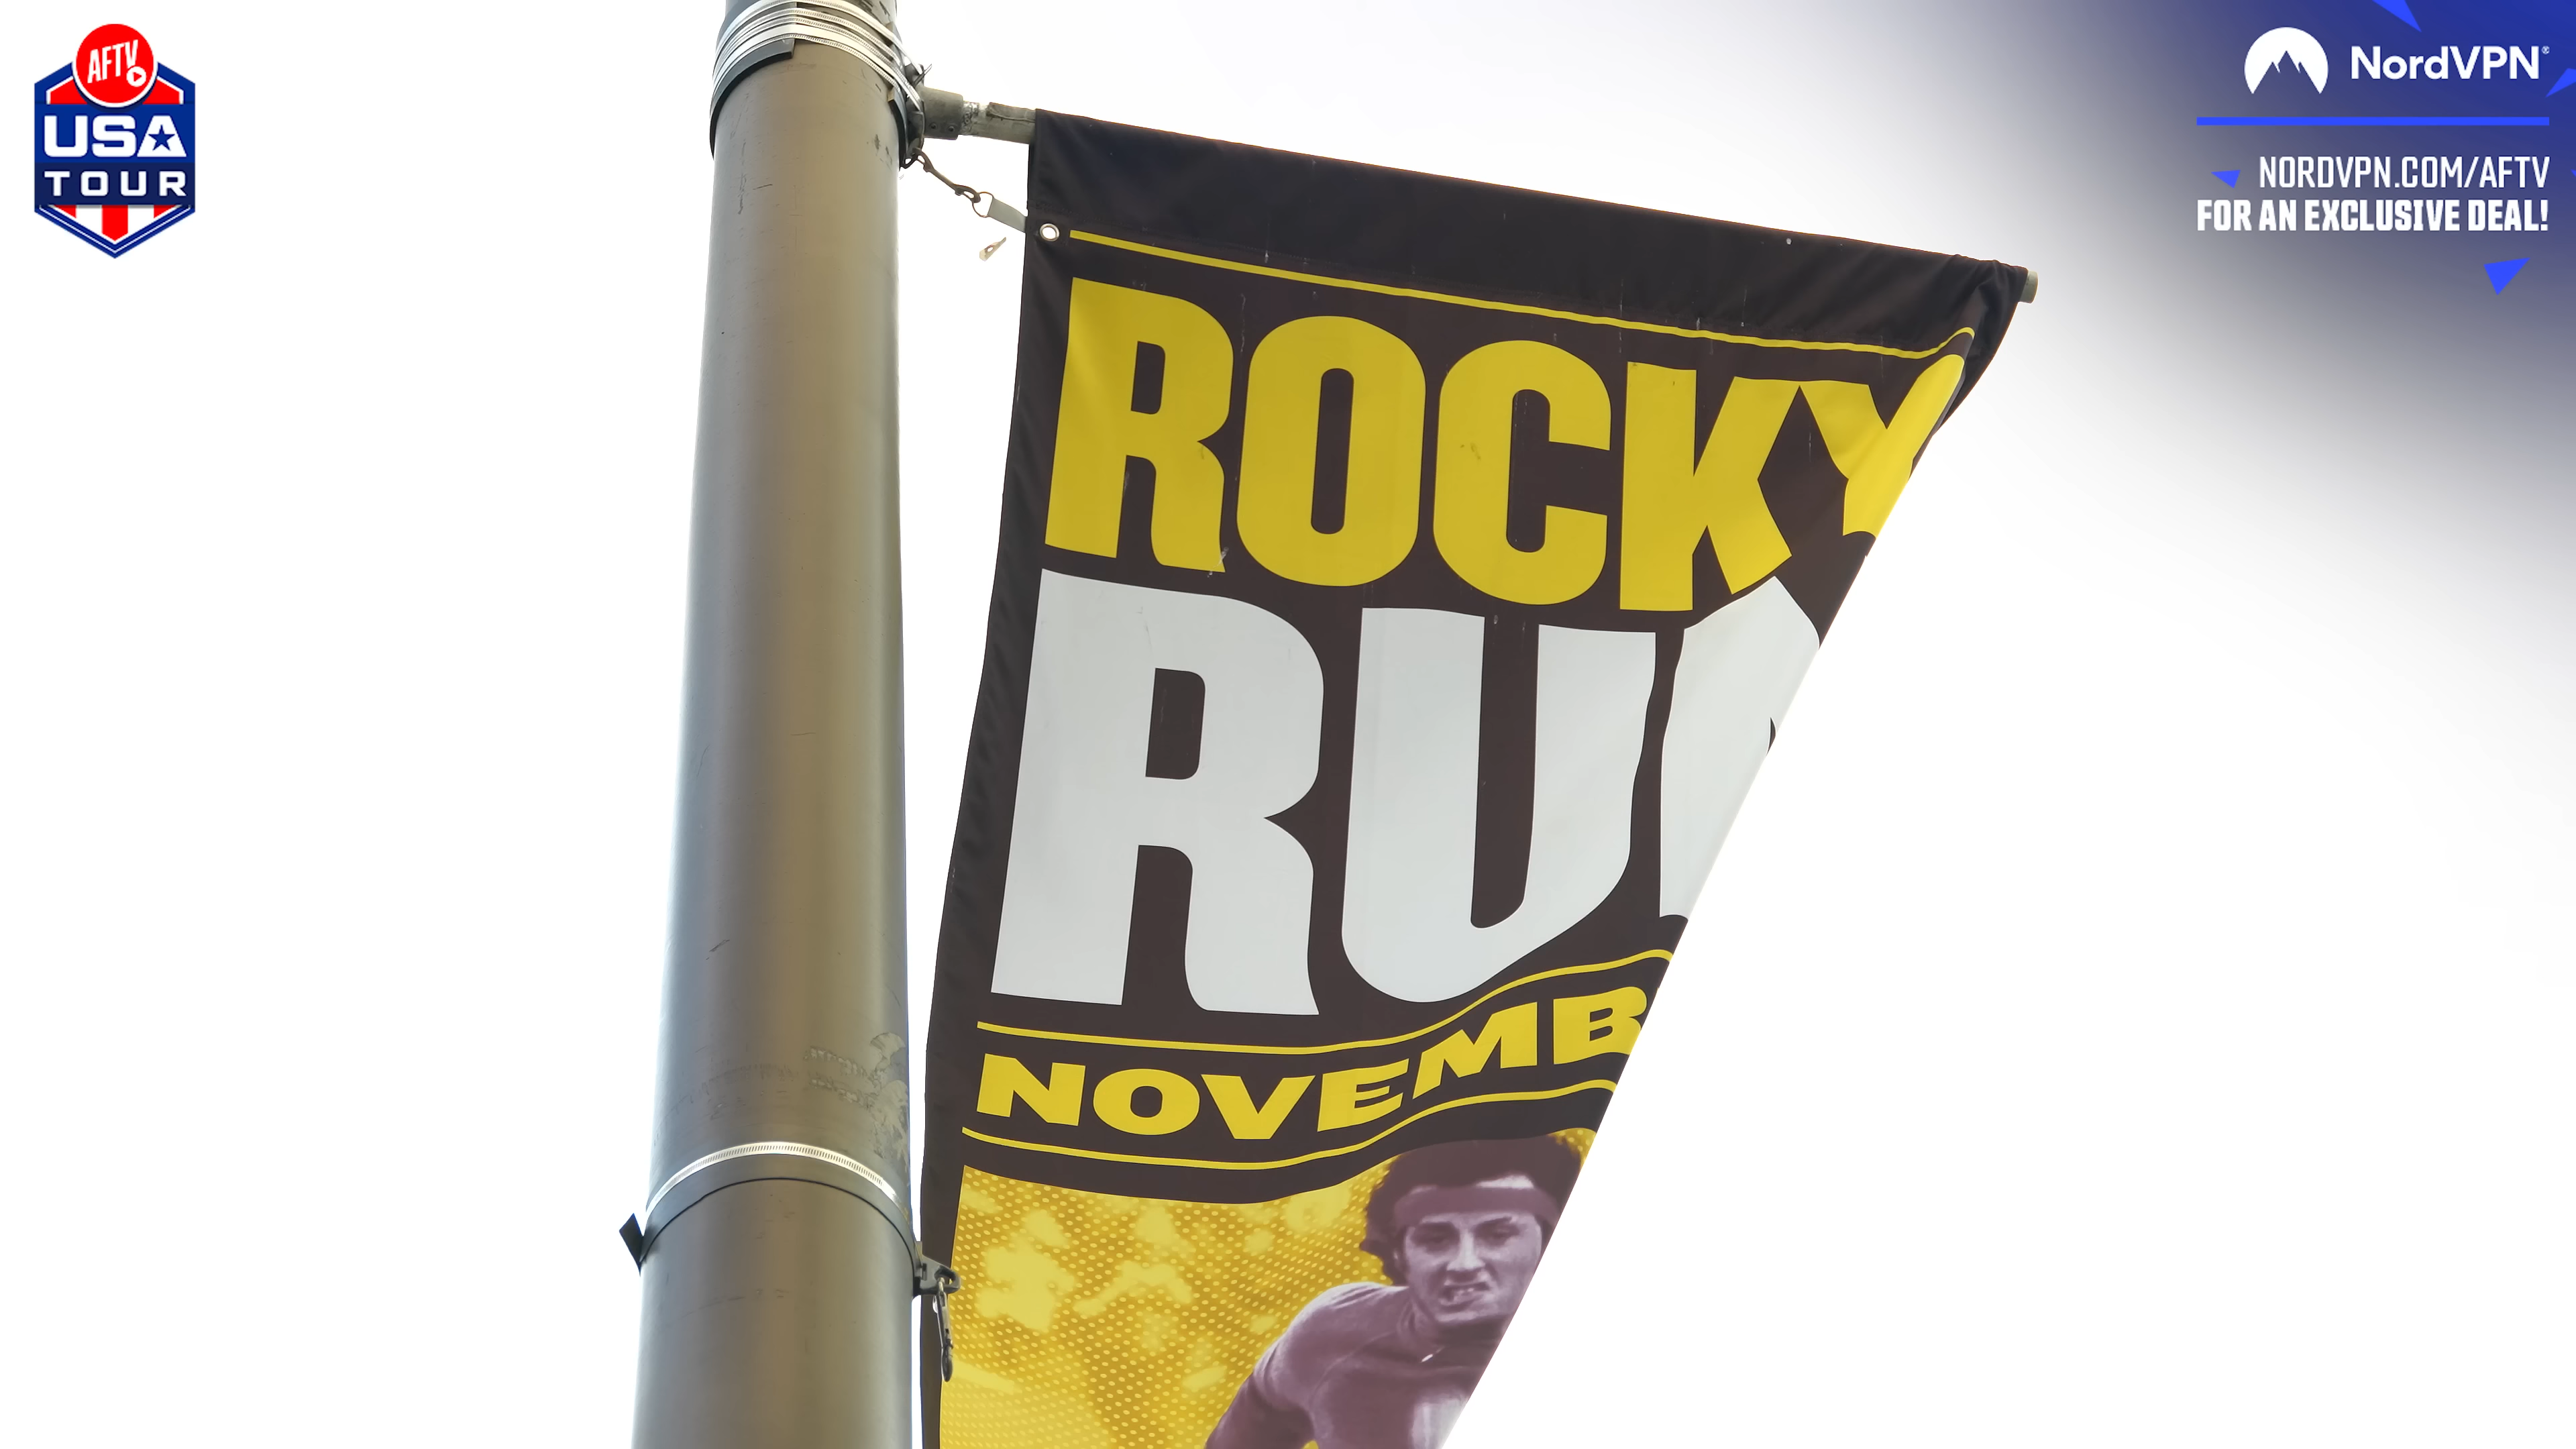 AFTV
USA
TOUR
NordVPN®
NORDVPN.COM/AFTV
FOR AN EXCLUSIVE DEAL!
ROCKY
RU
NOVEMB